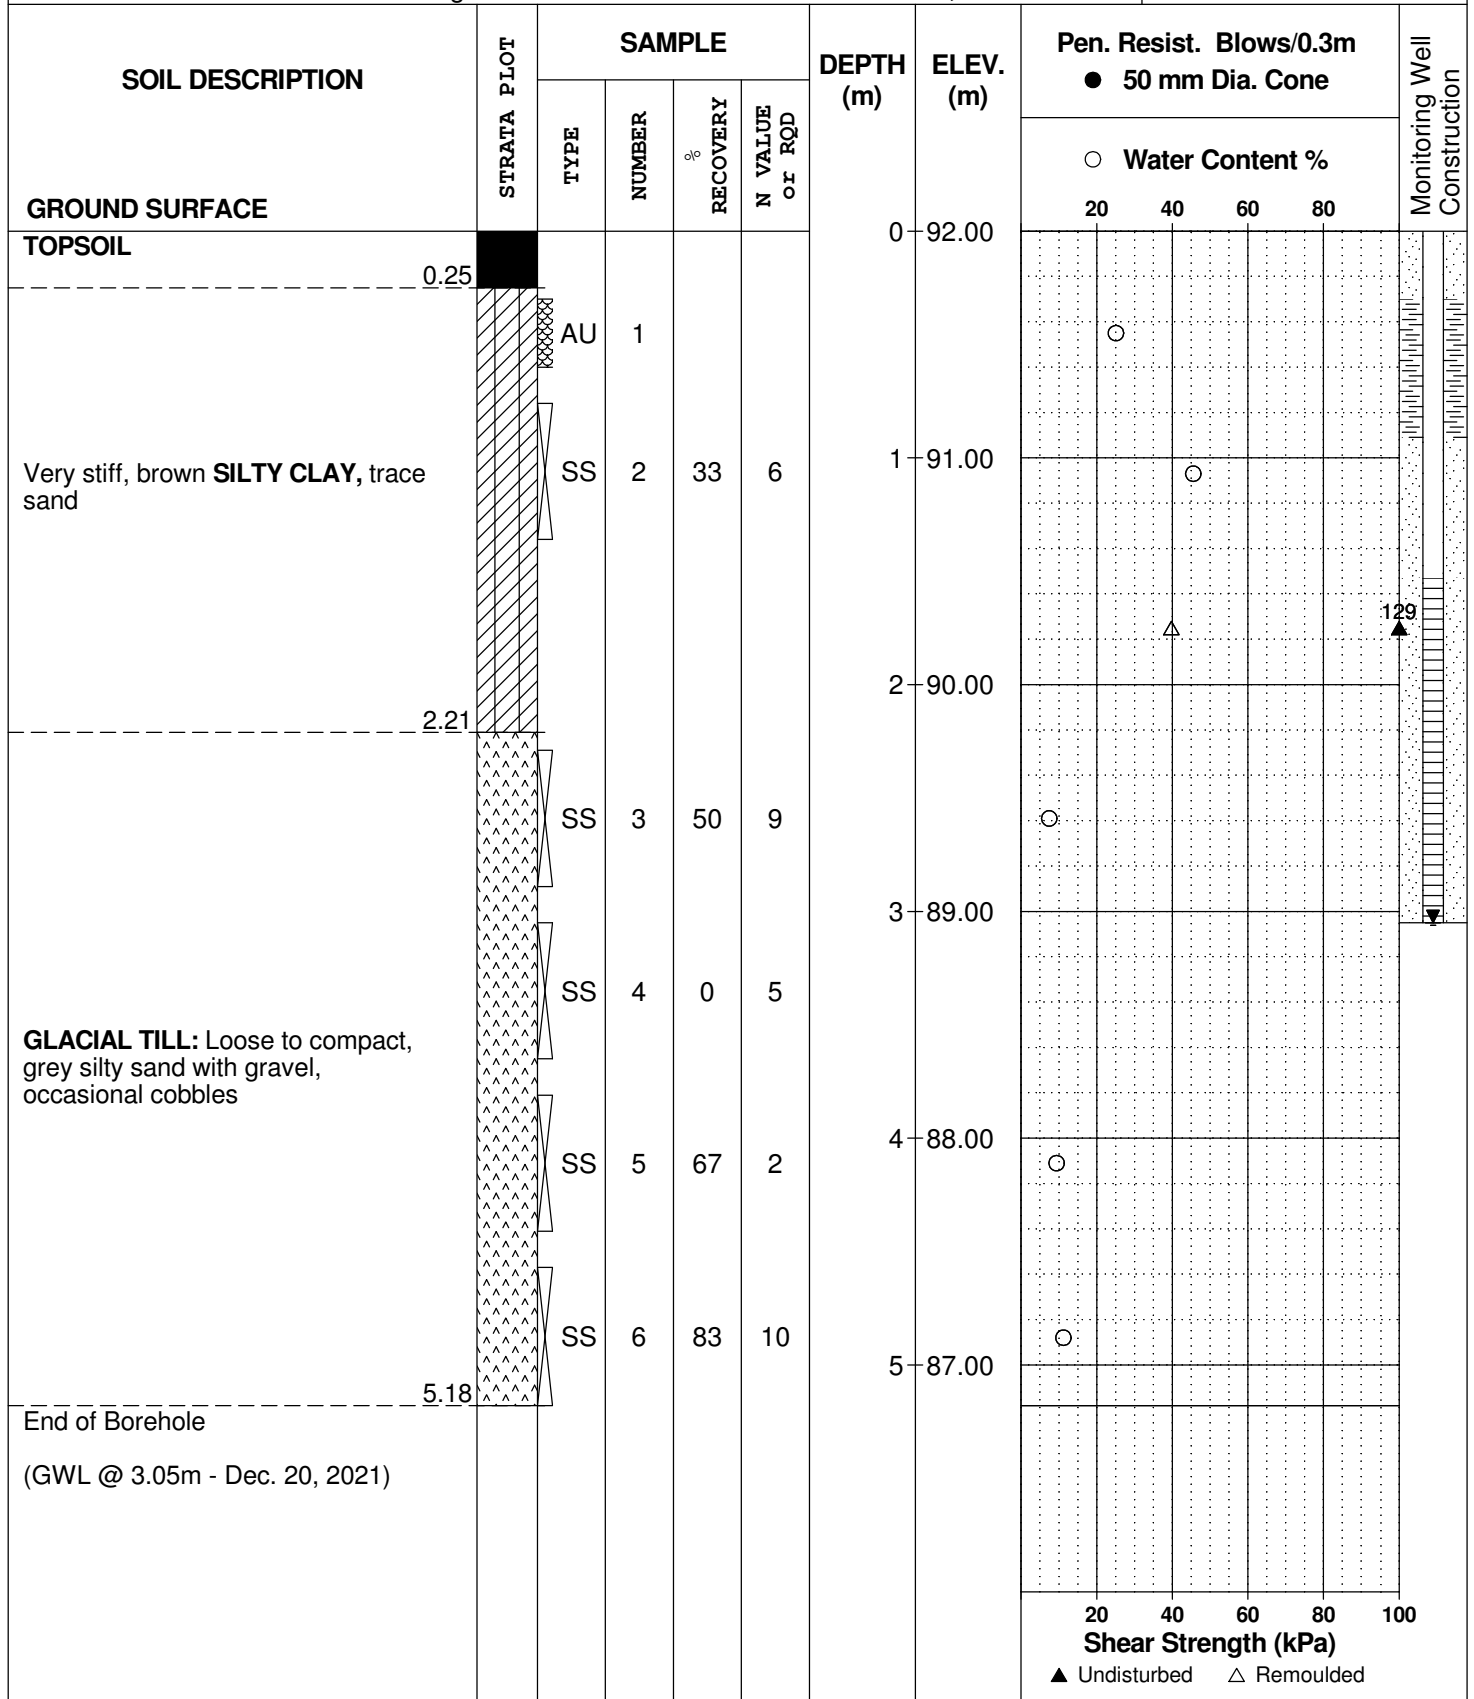 SOIL DESCRIPTION
GROUND SURFACE
STRATA PLOT
SAMPLE
TYPE
NUMBER
%
RECOVERY
N VALUE
or RQD
DEPTH
(m)
ELEV.
(m)
Pen. Resist. Blows/0.3m
● 50 mm Dia. Cone
○ Water Content %
20 40 60 80
Monitoring Well
Construction
0 92.00
TOPSOIL
0.25
AU 1
Very stiff, brown SILTY CLAY, trace
sand
SS 2 33 6
1 91.00
129
2 90.00
2.21
SS 3 50 9
3 89.00
SS 4 0 5
GLACIAL TILL: Loose to compact,
grey silty sand with gravel,
occasional cobbles
4 88.00
SS 5 67 2
SS 6 83 10
5 87.00
5.18
End of Borehole
(GWL @ 3.05m - Dec. 20, 2021)
20 40 60 80 100
Shear Strength (kPa)
▲ Undisturbed △ Remoulded